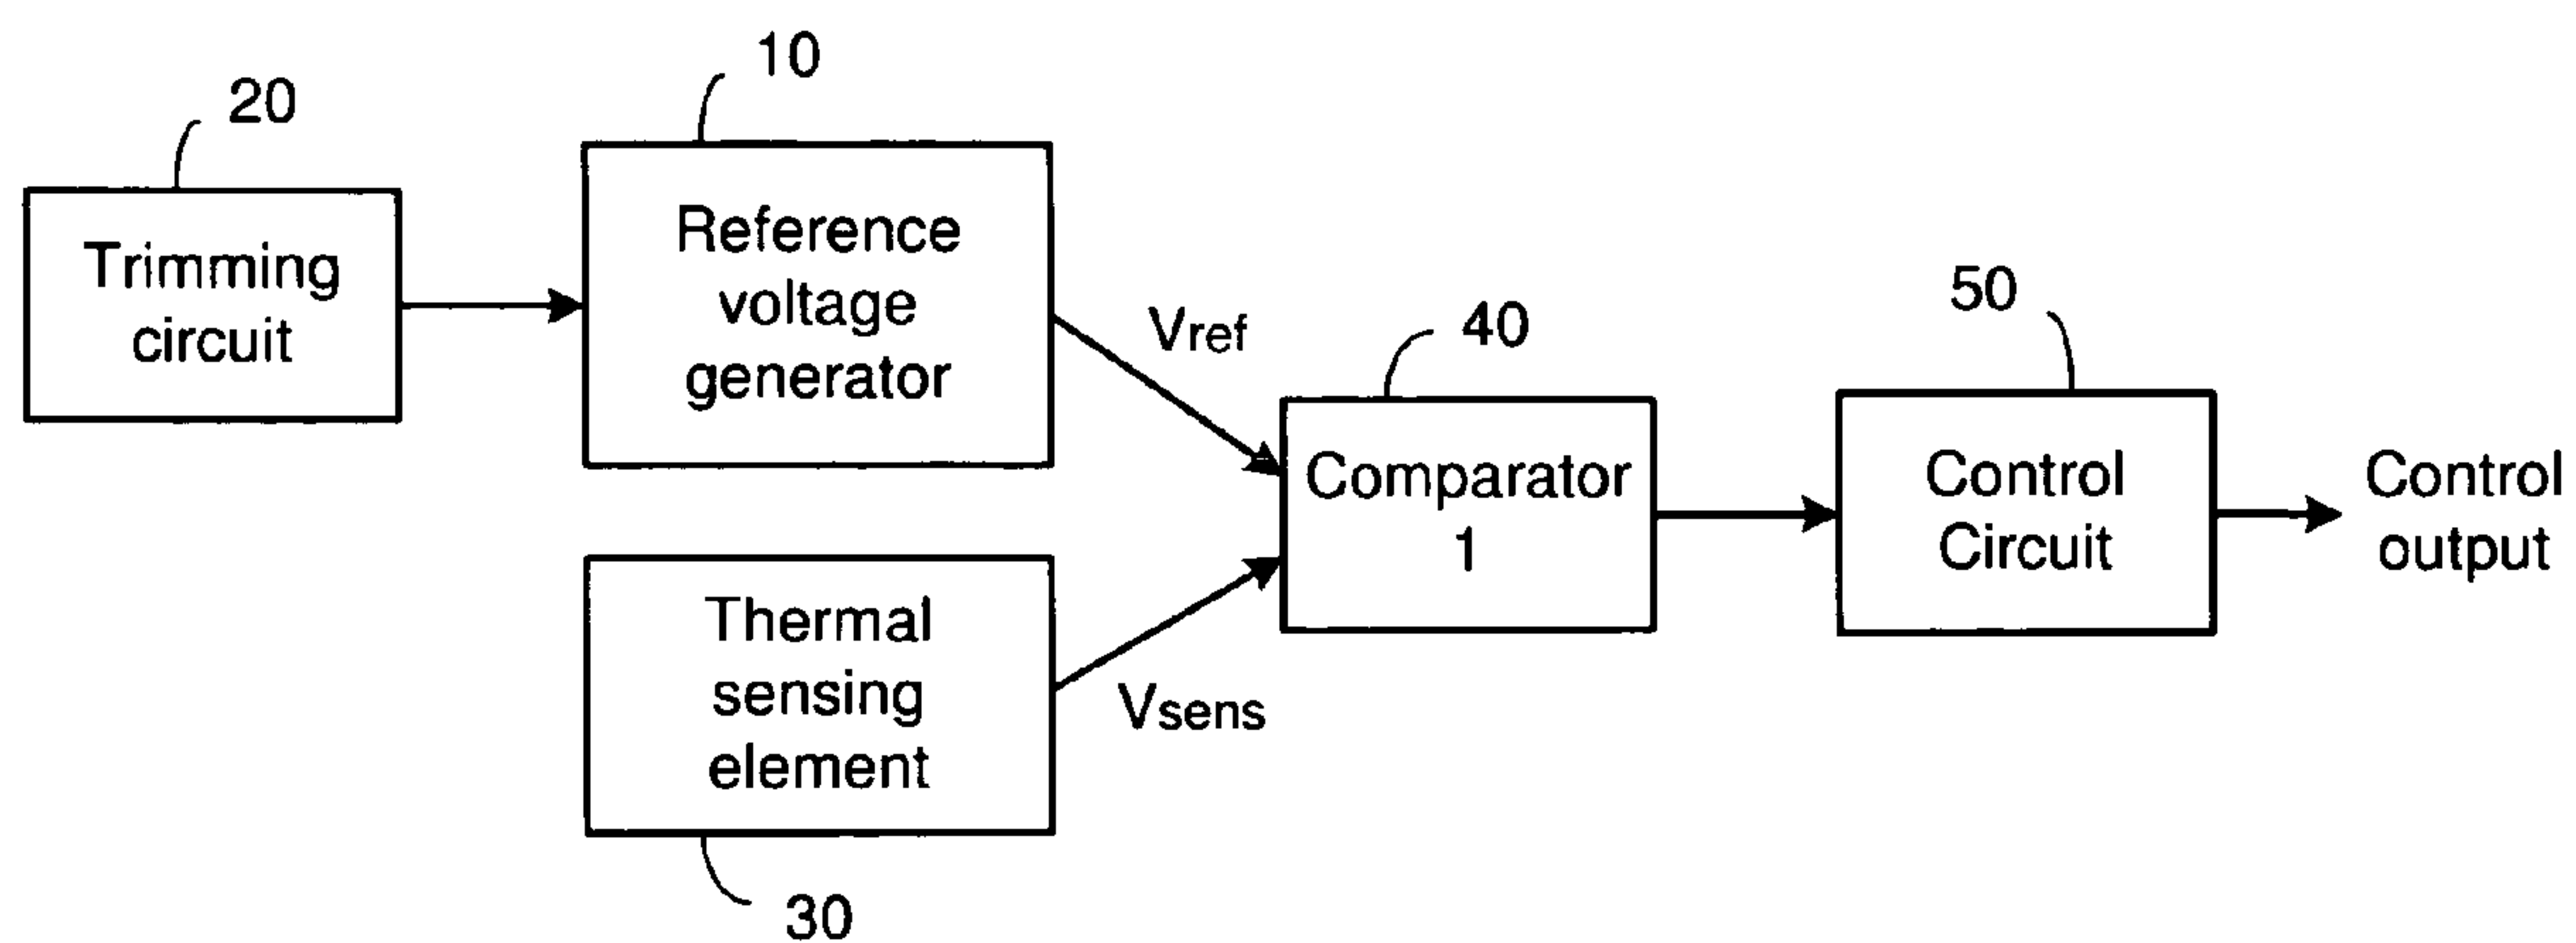 10
20
Reference
voltage
generator
Trimming
circuit
Vref
40
50
Comparator
1
Control
Circuit
Control
output
Thermal
sensing
element
Vsens
30